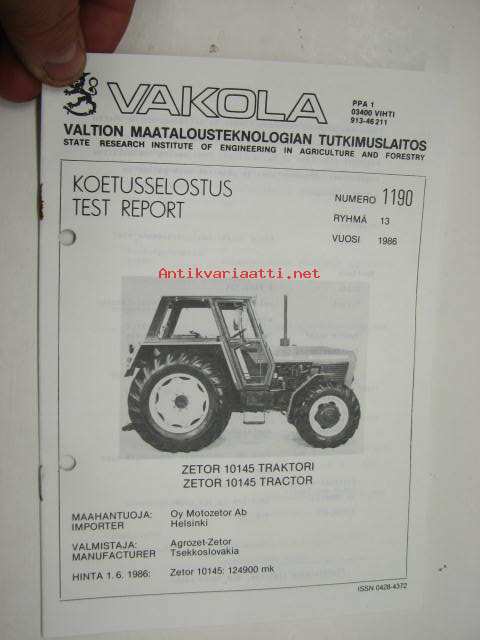 VAKOLA
PPA 1
03400 VIHTI
913-46211
VALTION MAATALOUSTEKNOLOGIAN TUTKIMUSLAITOS
STATE RESEARCH INSTITUTE OF ENGINEERING IN AGRICULTURE AND FORESTRY
KOETUSSELOSTUS
TEST REPORT
NUMERO 1190
RYHMÄ 13
VUOSI 1986
Antikvariaatti.net
ZETOR 10145 TRAKTORI
ZETOR 10145 TRACTOR
MAAHANTUOJA: Oy Motozetor Ab
IMPORTER Helsinki
VALMISTAJA: Agrozet-Zetor
MANUFACTURER Tsekkoslovakia
HINTA 1. 6. 1986: Zetor 10145: 124900 mk
ISSN 0428-4372